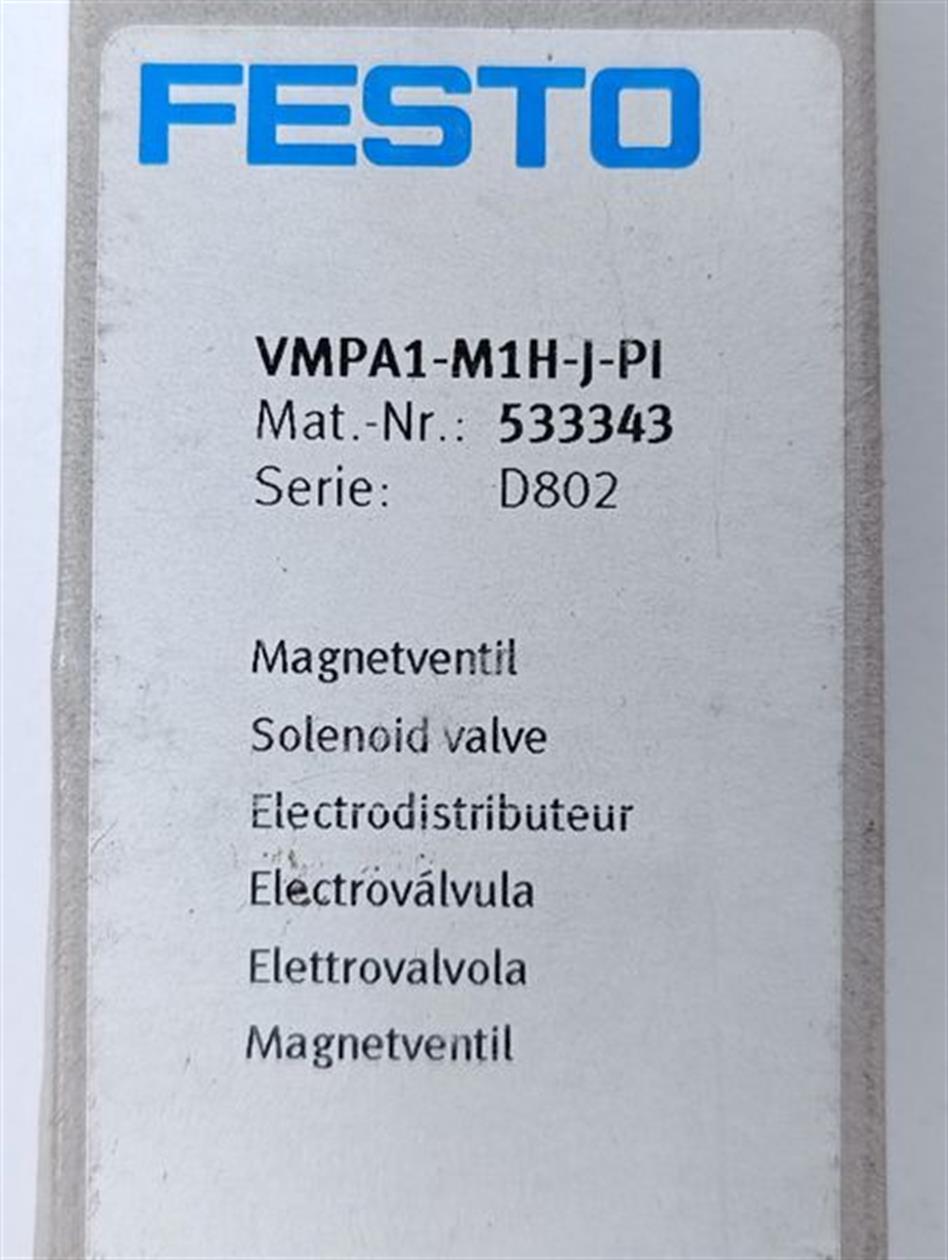 FESTO
VMPA1-M1H-J-PI
Mat.-Nr.: 533343
Serie: D802
Magnetventil
Solenoid valve
Electrodistributeur
Electroválvula
Elettrovalvola
Magnetventil